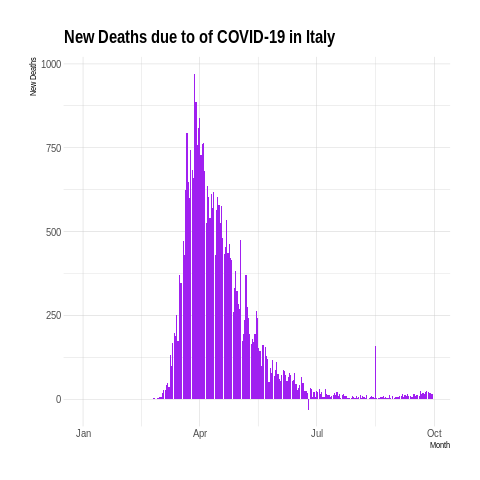 New Deaths due to of COVID-19 in Italy
New Deaths
1000
750
500
250
0
Jan Apr Jul Oct
Month